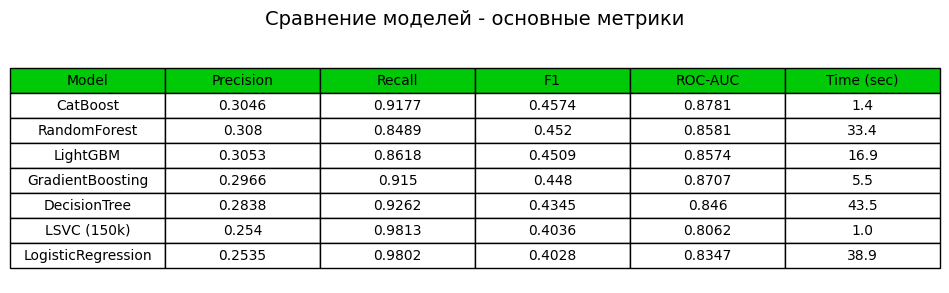 Сравнение моделей - основные метрики
Model Precision Recall F1 ROC-AUC Time (sec)
CatBoost 0.3046 0.9177 0.4574 0.8781 1.4
RandomForest 0.308 0.8489 0.452 0.8581 33.4
LightGBM 0.3053 0.8618 0.4509 0.8574 16.9
GradientBoosting 0.2966 0.915 0.448 0.8707 5.5
DecisionTree 0.2838 0.9262 0.4345 0.846 43.5
LSVC (150k) 0.254 0.9813 0.4036 0.8062 1.0
LogisticRegression 0.2535 0.9802 0.4028 0.8347 38.9